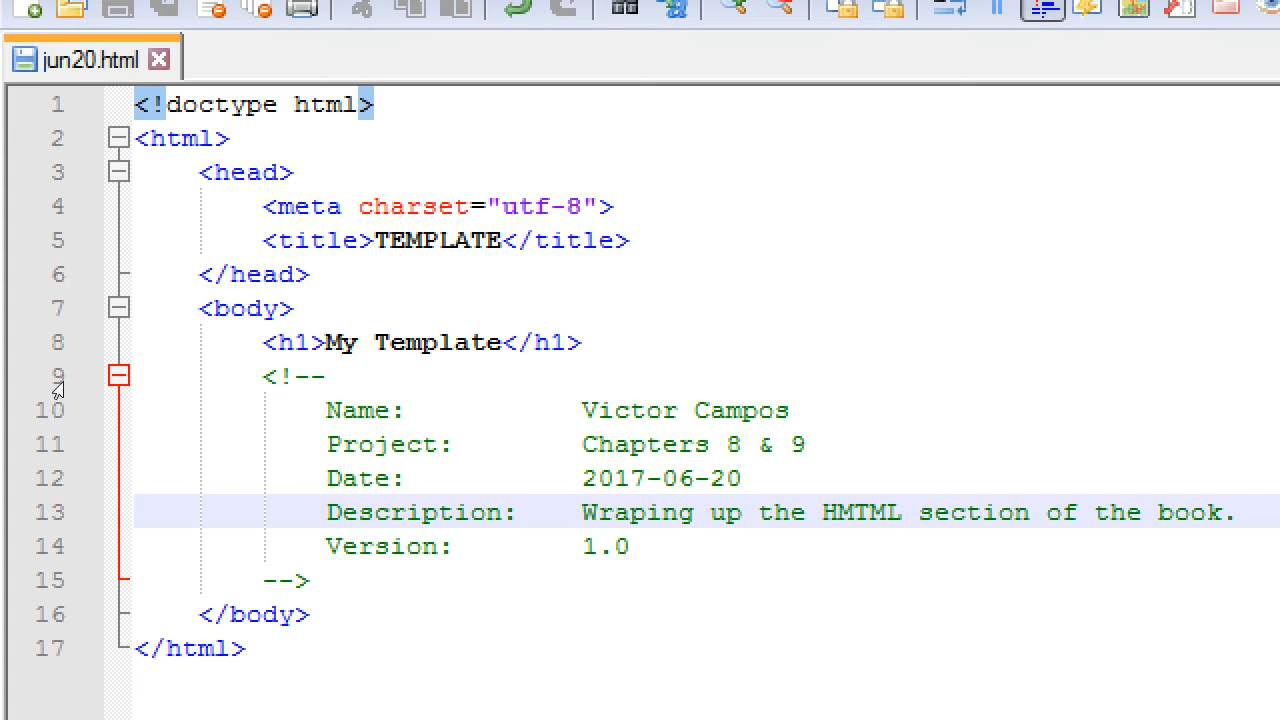 jun20.html
1 <!doctype html>
2 <html>
3 <head>
4 <meta charset="utf-8">
5 <title>TEMPLATE</title>
6 </head>
7 <body>
8 <h1>My Template</h1>
9 <!--
10 Name: Victor Campos
11 Project: Chapters 8 & 9
12 Date: 2017-06-20
13 Description: Wraping up the HMTML section of the book.
14 Version: 1.0
15 -->
16 </body>
17 </html>